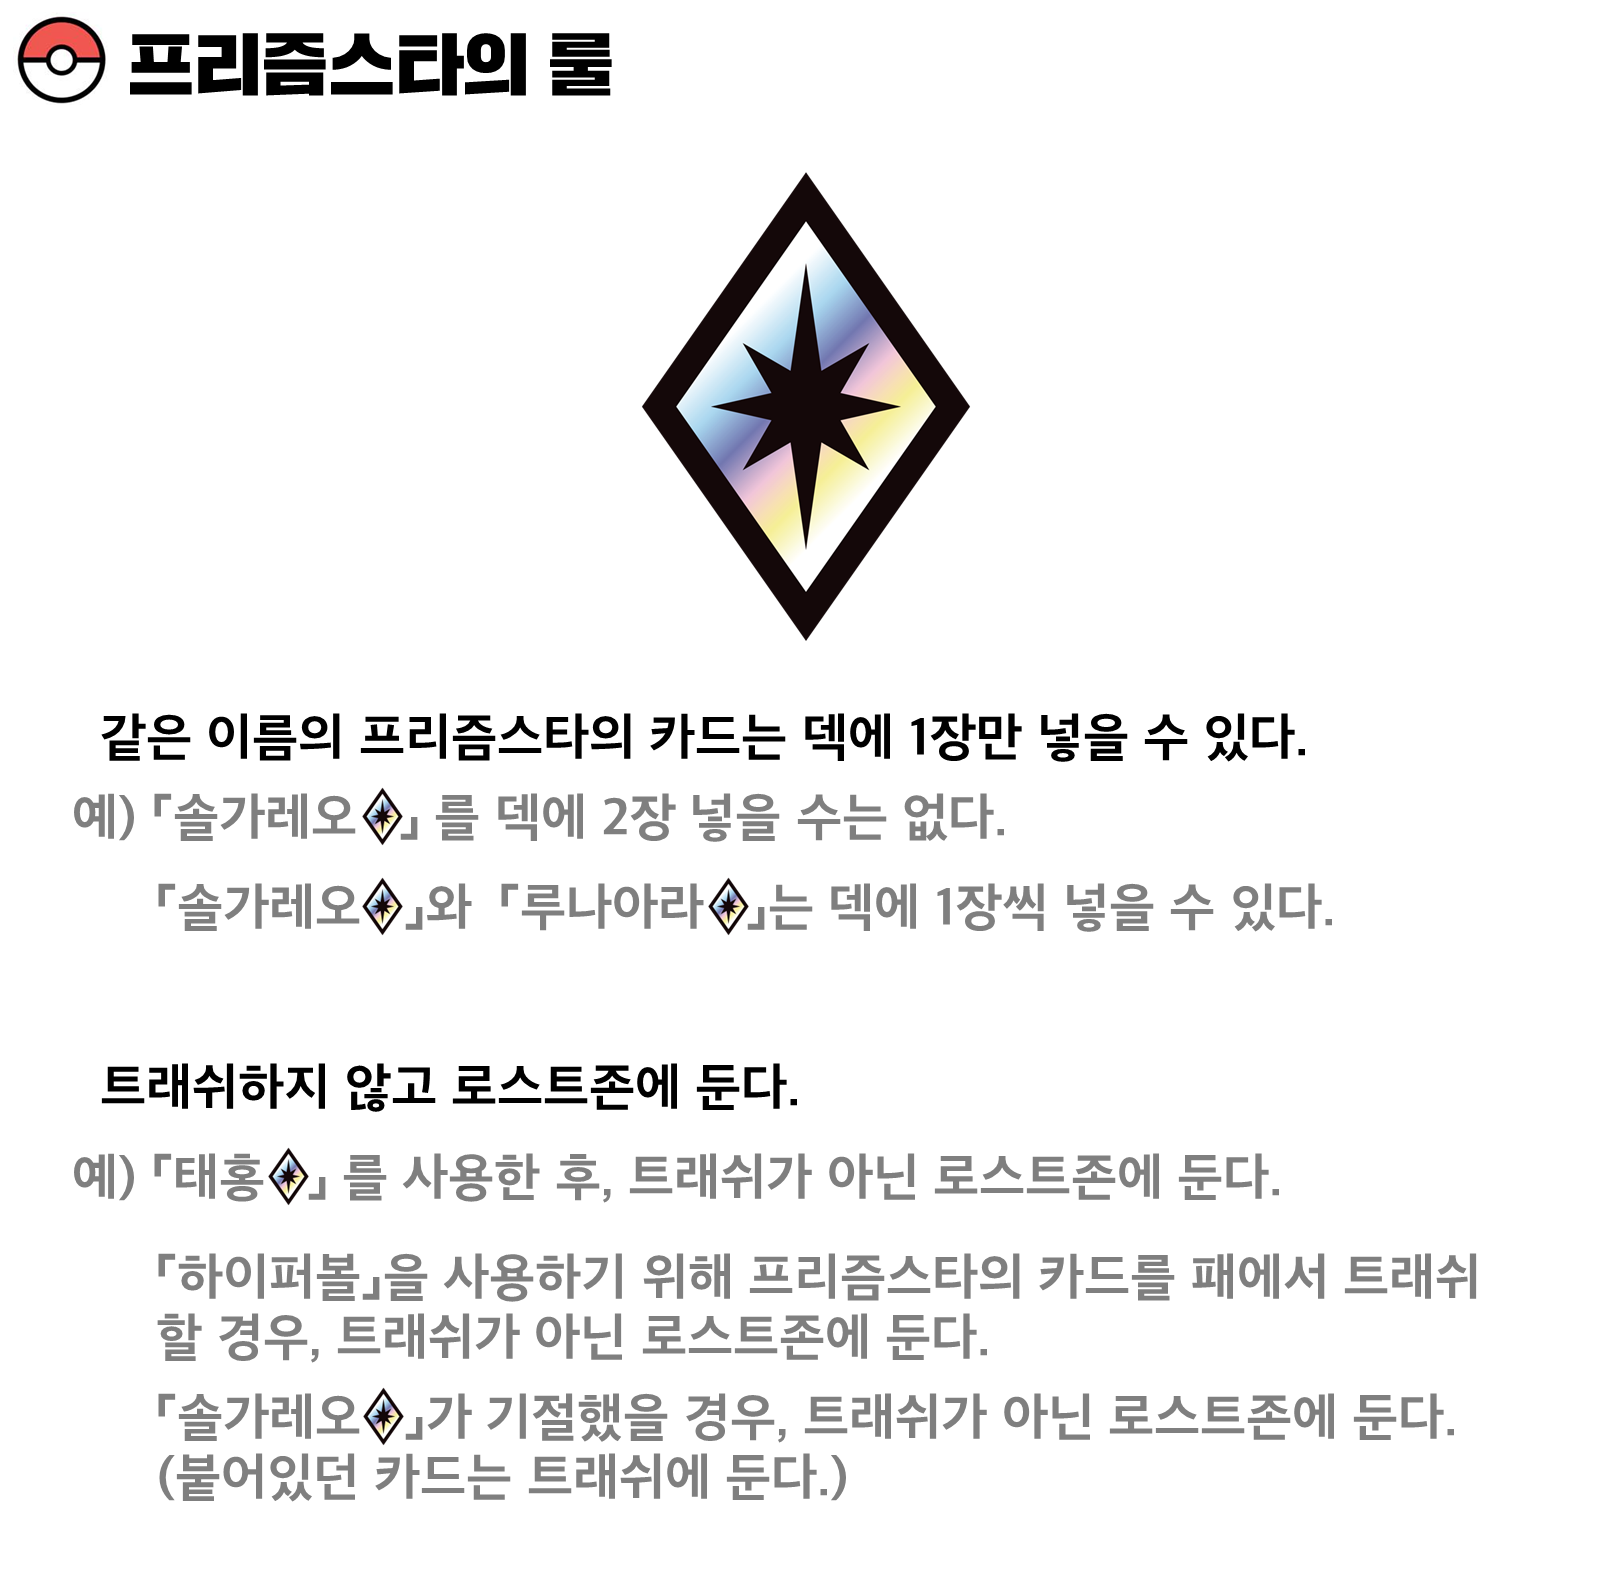 프리즘스타의 룰
같은 이름의 프리즘스타의 카드는 덱에 1장만 넣을 수 있다.
예) 「솔가레오」 를 덱에 2장 넣을 수는 없다.
「솔가레오」와 「루나아라」는 덱에 1장씩 넣을 수 있다.
트래쉬하지 않고 로스트존에 둔다.
예) 「태홍」 를 사용한 후, 트래쉬가 아닌 로스트존에 둔다.
「하이퍼볼」을 사용하기 위해 프리즘스타의 카드를 패에서 트래쉬
할 경우, 트래쉬가 아닌 로스트존에 둔다.
「솔가레오」가 기절했을 경우, 트래쉬가 아닌 로스트존에 둔다.
(붙어있던 카드는 트래쉬에 둔다.)